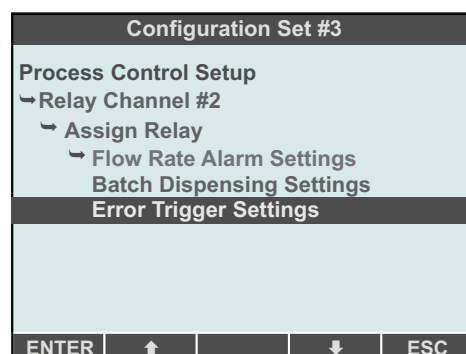 Configuration Set #3
Process Control Setup
➥Relay Channel #2
➥ Assign Relay
➥ Flow Rate Alarm Settings
Batch Dispensing Settings
Error Trigger Settings
ENTER ⬆ ⬇ ESC